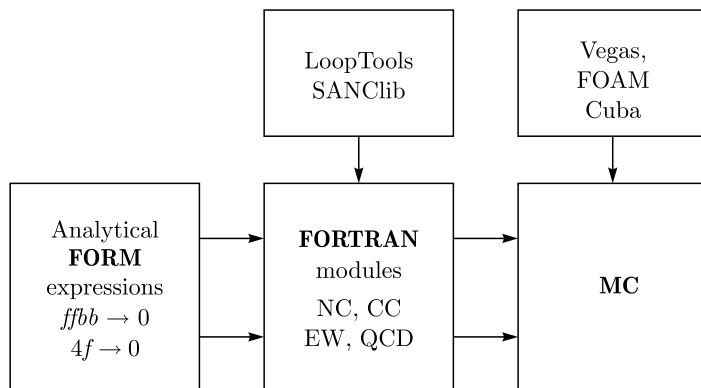 LoopTools
SANClib
Vegas,
FOAM
Cuba
Analytical
FORM
expressions
ffbb → 0
4f → 0
FORTRAN
modules
NC, CC
EW, QCD
MC